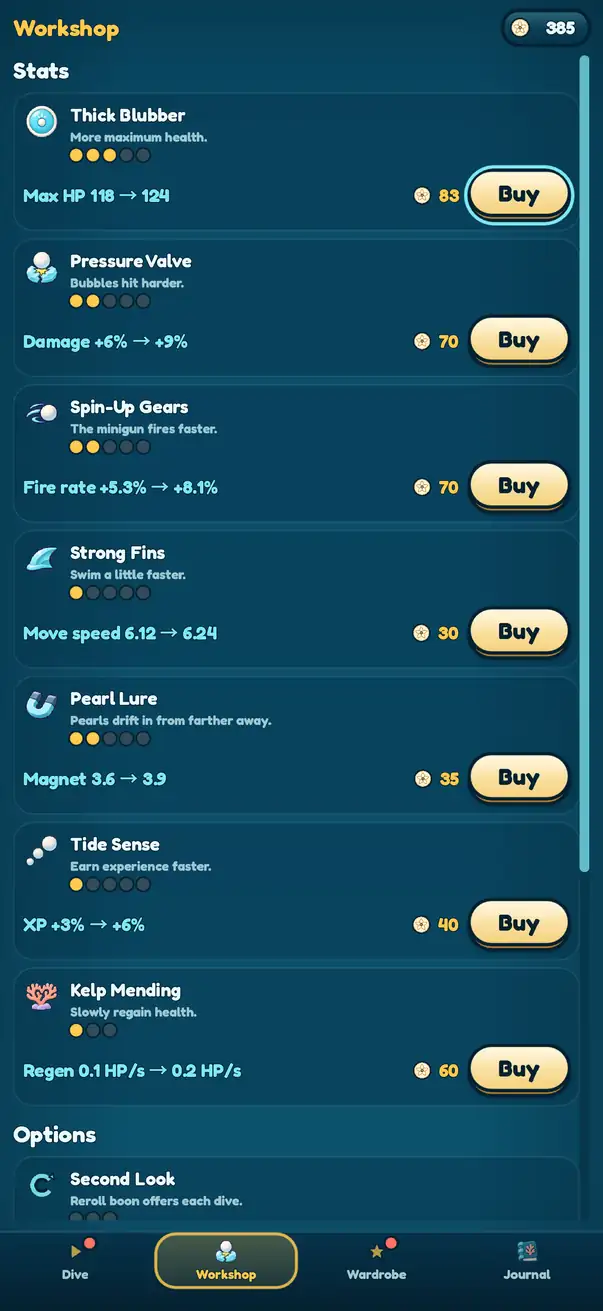 Workshop
385
Stats
Thick Blubber
More maximum health.
Max HP 118 → 124
83
Buy
Pressure Valve
Bubbles hit harder.
Damage +6% → +9%
70
Buy
Spin-Up Gears
The minigun fires faster.
Fire rate +5.3% → +8.1%
70
Buy
Strong Fins
Swim a little faster.
Move speed 6.12 → 6.24
30
Buy
Pearl Lure
Pearls drift in from farther away.
Magnet 3.6 → 3.9
35
Buy
Tide Sense
Earn experience faster.
XP +3% → +6%
40
Buy
Kelp Mending
Slowly regain health.
Regen 0.1 HP/s → 0.2 HP/s
60
Buy
Options
Second Look
Reroll boon offers each dive.
Dive
Workshop
Wardrobe
Journal